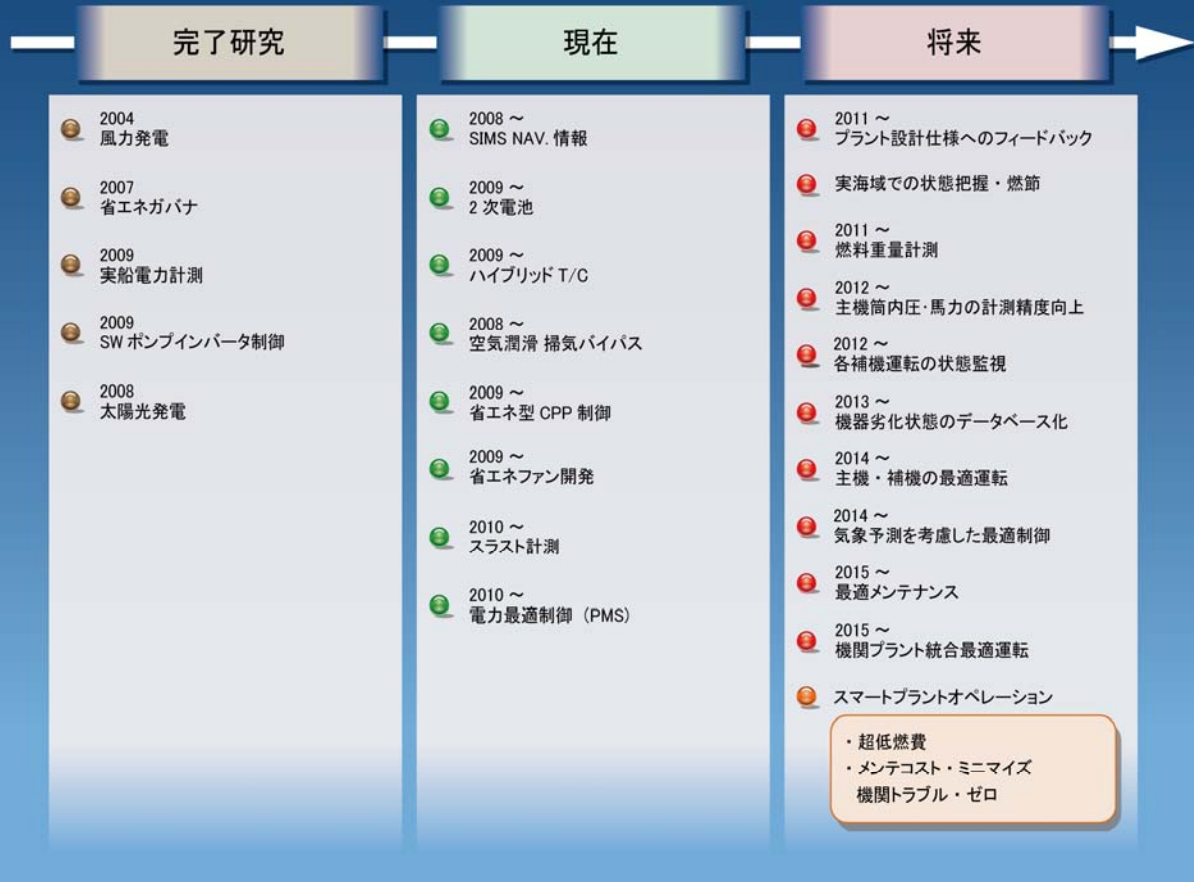 完了研究
現在
将来
2004
風力発電
2007
省エネガバナ
2009
実船電力計測
2009
SW ポンプインバータ制御
2008
太陽光発電
2008 ～
SIMS NAV. 情報
2009 ～
2 次電池
2009 ～
ハイブリッド T/C
2008 ～
空気潤滑 掃気バイパス
2009 ～
省エネ型 CPP 制御
2009 ～
省エネファン開発
2010 ～
スラスト計測
2010 ～
電力最適制御（PMS）
2011 ～
プラント設計仕様へのフィードバック
実海域での状態把握・燃節
2011 ～
燃料重量計測
2012 ～
主機筒内圧・馬力の計測精度向上
2012 ～
各補機運転の状態監視
2013 ～
機器劣化状態のデータベース化
2014 ～
主機・補機の最適運転
2014 ～
気象予測を考慮した最適制御
2015 ～
最適メンテナンス
2015 ～
機関プラント統合最適運転
スマートプラントオペレーション
・超低燃費
・メンテコスト・ミニマイズ
機関トラブル・ゼロ